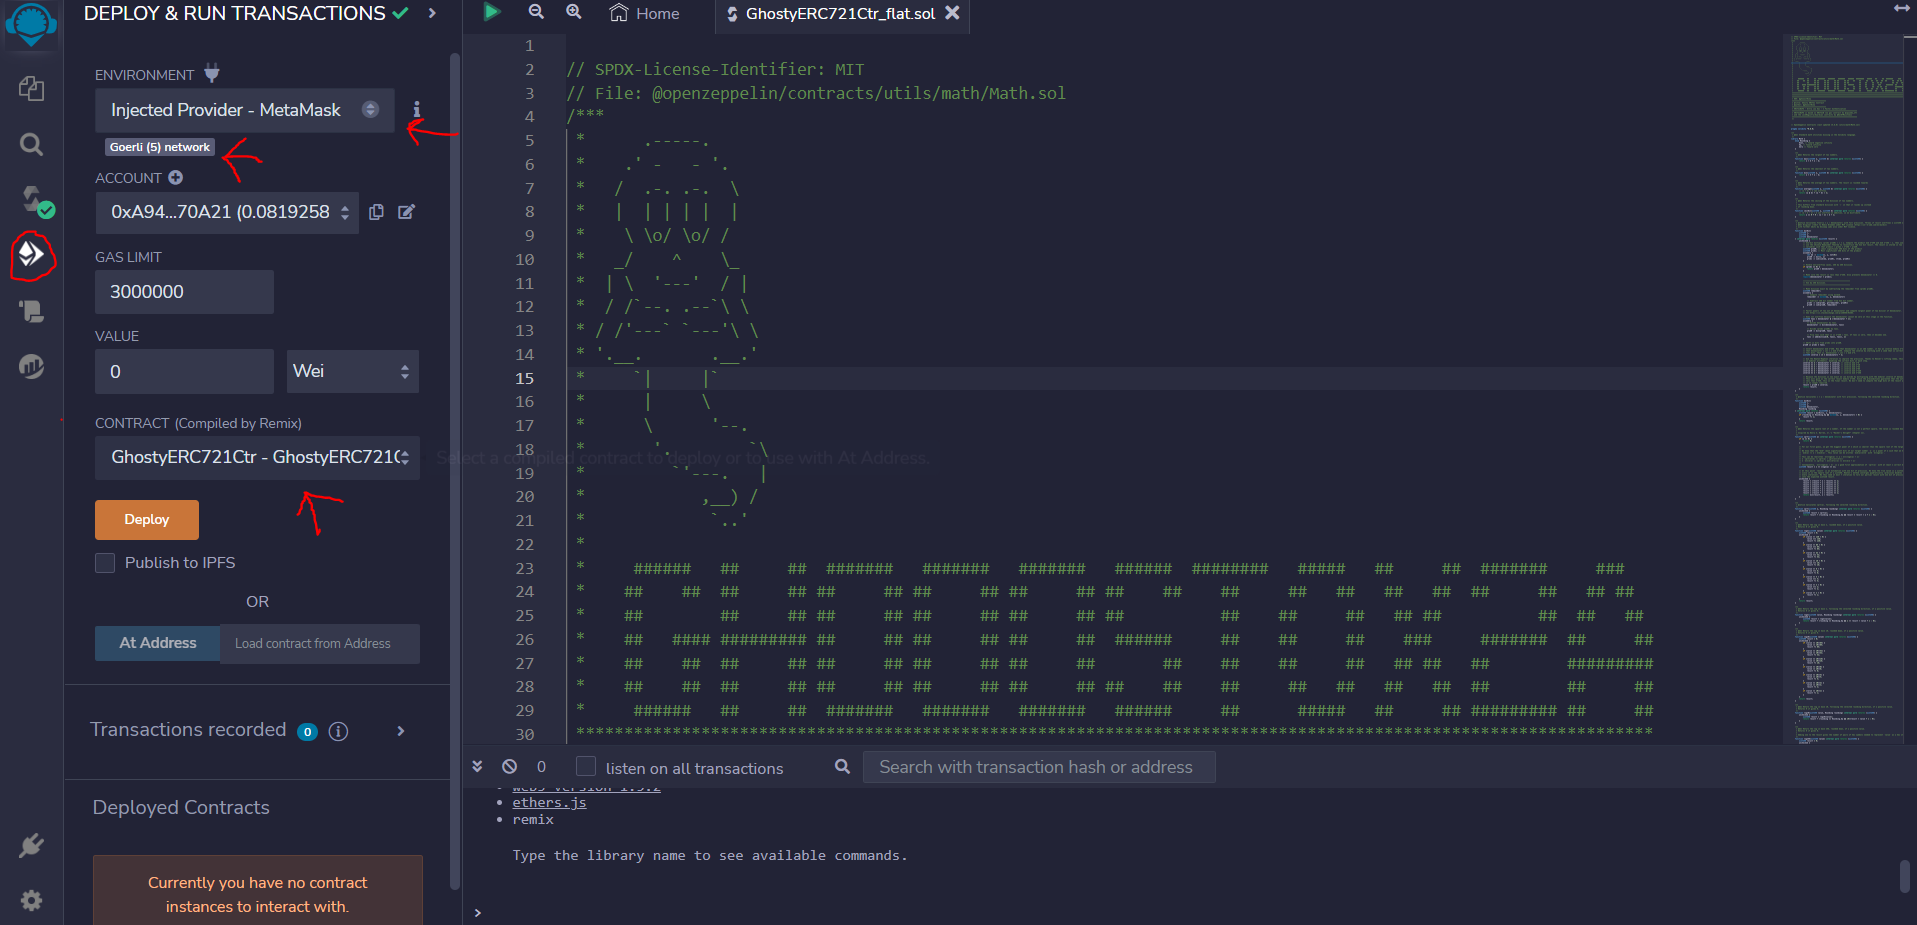 DEPLOY & RUN TRANSACTIONS
ENVIRONMENT
Injected Provider - MetaMask
Goerli (5) network
ACCOUNT
0xA94...70A21 (0.0819258
GAS LIMIT
3000000
VALUE
0
Wei
CONTRACT (Compiled by Remix)
GhostyERC721Ctr - GhostyERC721C
Deploy
Publish to IPFS
OR
At Address
Load contract from Address
Transactions recorded 0
Deployed Contracts
Currently you have no contract
instances to interact with.
Home
GhostyERC721Ctr_flat.sol
1
2 // SPDX-License-Identifier: MIT
3 // File: @openzeppelin/contracts/utils/math/Math.sol
4 /***
5 * .-----.
6 * .' -   - '.
7 * /  .-. .-.  \
8 * |  | | | |  |
9 * \ \o/ \o/ /
10 * _/    ^    \_
11 * | \  '---'  / |
12 * / /`--. .--`\ \
13 * / /'---` `---'\ \
14 * '.__.       .__.'
15 * `|     |`
16 * |     \
17 * \      '--.
18 * '.        `\
19 * `'---.   |
20 * ,__) /
21 * `..'
22 *
23 * ######   ##     ##  #######   #######   #######   ######  ########   #####   ##     ##  #######     ###
24 * ##    ##  ##     ## ##     ## ##     ## ##     ## ##    ##    ##     ##   ##   ##   ##  ##     ##   ## ##
25 * ##        ##     ## ##     ## ##     ## ##     ## ##          ##    ##     ##   ## ##          ##  ##   ##
26 * ##   #### ######### ##     ## ##     ## ##     ##  ######     ##    ##     ##    ###     #######  ##     ##
27 * ##    ##  ##     ## ##     ## ##     ## ##     ##       ##    ##    ##     ##   ## ##   ##        #########
28 * ##    ##  ##     ## ##     ## ##     ## ##     ## ##    ##    ##     ##   ##   ##   ##  ##        ##     ##
29 * ######   ##     ##  #######   #######   #######   ######     ##      #####   ##     ## ######### ##     ##
30 ****************************************************************************************************************
Select a compiled contract to deploy or to use with At Address.
GHOOOST0X2A
0
listen on all transactions
Search with transaction hash or address
web3 version 1.5.2
• ethers.js
• remix
Type the library name to see available commands.
>